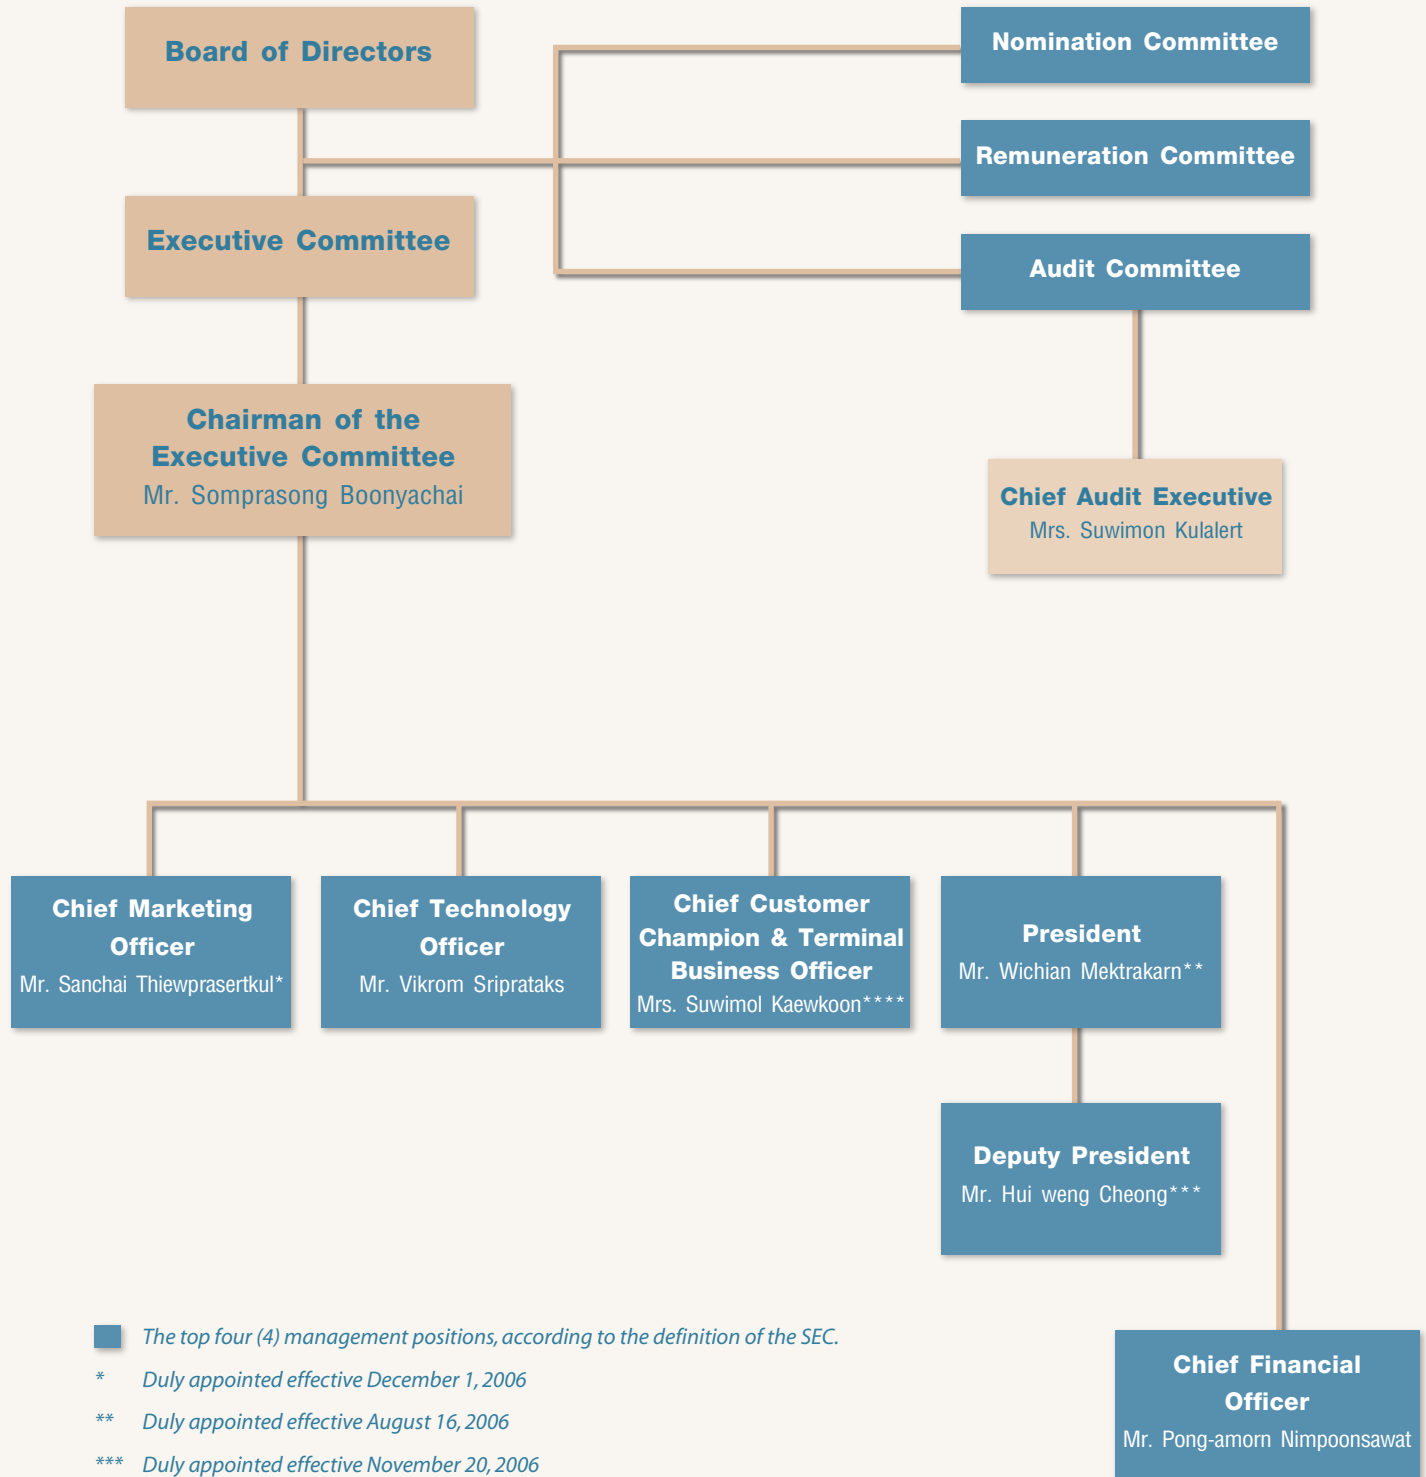 Board of Directors
Nomination Committee
Remuneration Committee
Executive Committee
Audit Committee
Chairman of the
Executive Committee
Mr. Somprasong Boonyachai
Chief Audit Executive
Mrs. Suwimon Kulalert
Chief Marketing
Officer
Mr. Sanchai Thiewprasertkul*
Chief Technology
Officer
Mr. Vikrom Sriprataks
Chief Customer
Champion & Terminal
Business Officer
Mrs. Suwimol Kaewkoon****
President
Mr. Wichian Mektrakarn**
Deputy President
Mr. Hui weng Cheong***
Chief Financial
Officer
Mr. Pong-amorn Nimpoonsawat
The top four (4) management positions, according to the definition of the SEC.
* Duly appointed effective December 1, 2006
** Duly appointed effective August 16, 2006
*** Duly appointed effective November 20, 2006